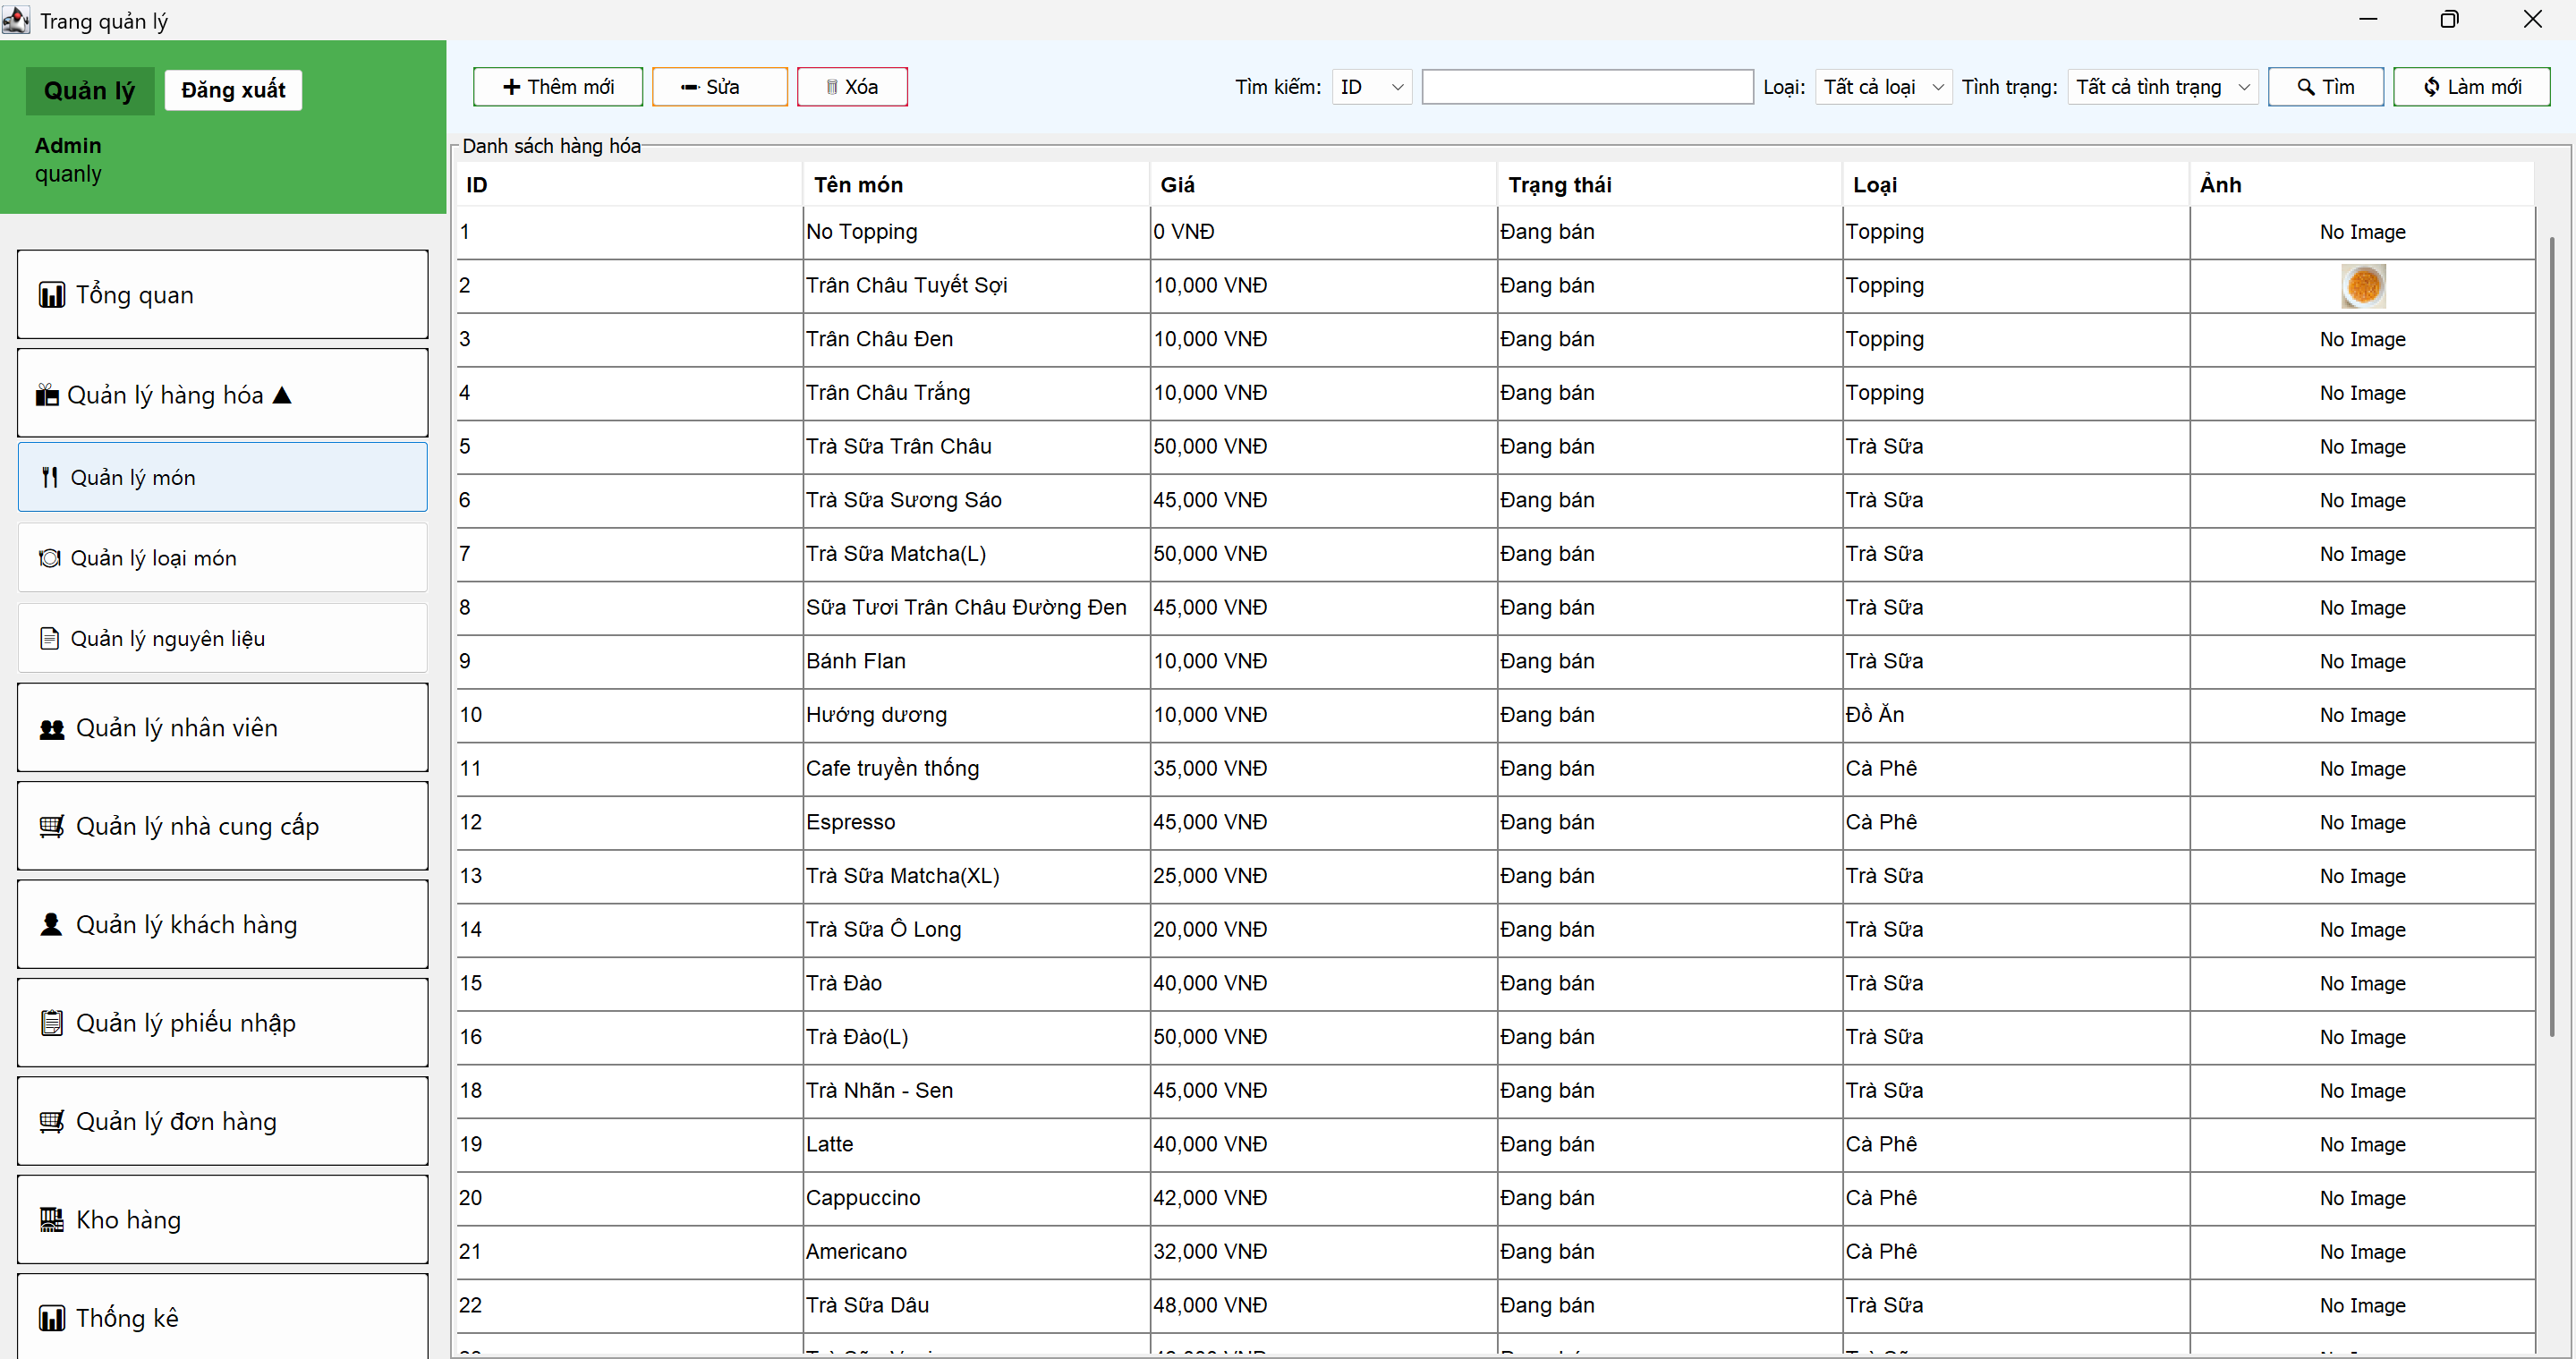 Trang quản lý
Quản lý Đăng xuất
Admin
quanly
Tổng quan
Quản lý hàng hóa ▲
Quản lý món
Quản lý loại món
Quản lý nguyên liệu
Quản lý nhân viên
Quản lý nhà cung cấp
Quản lý khách hàng
Quản lý phiếu nhập
Quản lý đơn hàng
Kho hàng
Thống kê
Thêm mới Sửa Xóa Tìm kiếm: ID Loại: Tất cả loại Tình trạng: Tất cả tình trạng Tìm Làm mới
Danh sách hàng hóa
ID Tên món Giá Trạng thái Loại Ảnh
1 No Topping 0 VNĐ Đang bán Topping No Image
2 Trân Châu Tuyết Sợi 10,000 VNĐ Đang bán Topping
3 Trân Châu Đen 10,000 VNĐ Đang bán Topping No Image
4 Trân Châu Trắng 10,000 VNĐ Đang bán Topping No Image
5 Trà Sữa Trân Châu 50,000 VNĐ Đang bán Trà Sữa No Image
6 Trà Sữa Sương Sáo 45,000 VNĐ Đang bán Trà Sữa No Image
7 Trà Sữa Matcha(L) 50,000 VNĐ Đang bán Trà Sữa No Image
8 Sữa Tươi Trân Châu Đường Đen 45,000 VNĐ Đang bán Trà Sữa No Image
9 Bánh Flan 10,000 VNĐ Đang bán Trà Sữa No Image
10 Hướng dương 10,000 VNĐ Đang bán Đồ Ăn No Image
11 Cafe truyền thống 35,000 VNĐ Đang bán Cà Phê No Image
12 Espresso 45,000 VNĐ Đang bán Cà Phê No Image
13 Trà Sữa Matcha(XL) 25,000 VNĐ Đang bán Trà Sữa No Image
14 Trà Sữa Ô Long 20,000 VNĐ Đang bán Trà Sữa No Image
15 Trà Đào 40,000 VNĐ Đang bán Trà Sữa No Image
16 Trà Đào(L) 50,000 VNĐ Đang bán Trà Sữa No Image
18 Trà Nhãn - Sen 45,000 VNĐ Đang bán Trà Sữa No Image
19 Latte 40,000 VNĐ Đang bán Cà Phê No Image
20 Cappuccino 42,000 VNĐ Đang bán Cà Phê No Image
21 Americano 32,000 VNĐ Đang bán Cà Phê No Image
22 Trà Sữa Dâu 48,000 VNĐ Đang bán Trà Sữa No Image